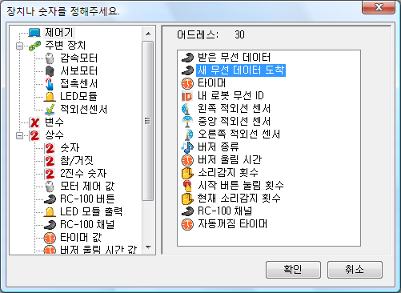 장치나 숫자를 정해주세요.
제어기
주변 장치
감속모터
서보모터
접촉센서
LED모듈
적외선센서
변수
상수
숫자
참/거짓
2진수 숫자
모터 제어 값
RC-100 버튼
LED 모듈 출력
RC-100 채널
타이머 값
버저 울림 시간 값
어드레스: 30
받은 무선 데이터
새 무선 데이터 도착
타이머
내 로봇 무선 ID
왼쪽 적외선 센서
중앙 적외선 센서
오른쪽 적외선 센서
버저 종류
버저 울림 시간
소리감지 횟수
시작 버튼 눌림 횟수
현재 소리감지 횟수
RC-100 채널
자동꺼짐 타이머
확인
취소